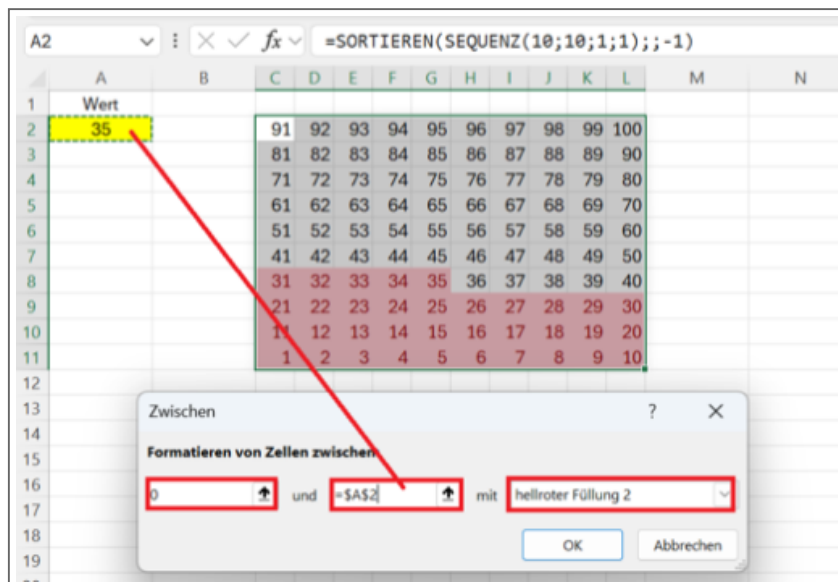 A2 fx =SORTIEREN(SEQUENZ(10;10;1;1);;-1)
A B C D E F G H I J K L M N
1 Wert
2 35 91 92 93 94 95 96 97 98 99 100
3 81 82 83 84 85 86 87 88 89 90
4 71 72 73 74 75 76 77 78 79 80
5 61 62 63 64 65 66 67 68 69 70
6 51 52 53 54 55 56 57 58 59 60
7 41 42 43 44 45 46 47 48 49 50
8 31 32 33 34 35 36 37 38 39 40
9 21 22 23 24 25 26 27 28 29 30
10 11 12 13 14 15 16 17 18 19 20
11 1 2 3 4 5 6 7 8 9 10
12
13 Zwischen ? ×
14
15 Formatieren von Zellen zwischen
16 0 und =$A$2 mit hellroter Füllung 2
17
18 OK Abbrechen
19